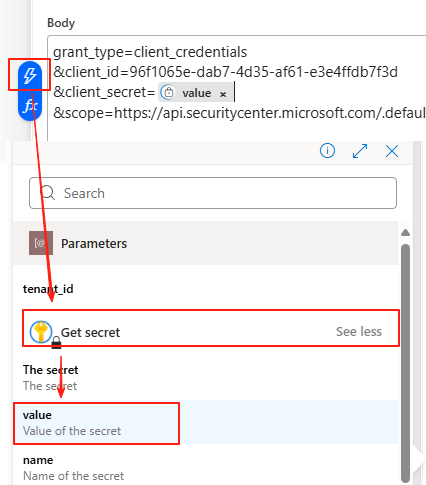 Body
grant_type=client_credentials
&client_id=96f1065e-dab7-4d35-af61-e3e4ffdb7f3d
&client_secret= value ×
&scope=https://api.securitycenter.microsoft.com/.defaul
fx
Search
[@] Parameters
tenant_id
Get secret See less
The secret
The secret
value
Value of the secret
name
Name of the secret